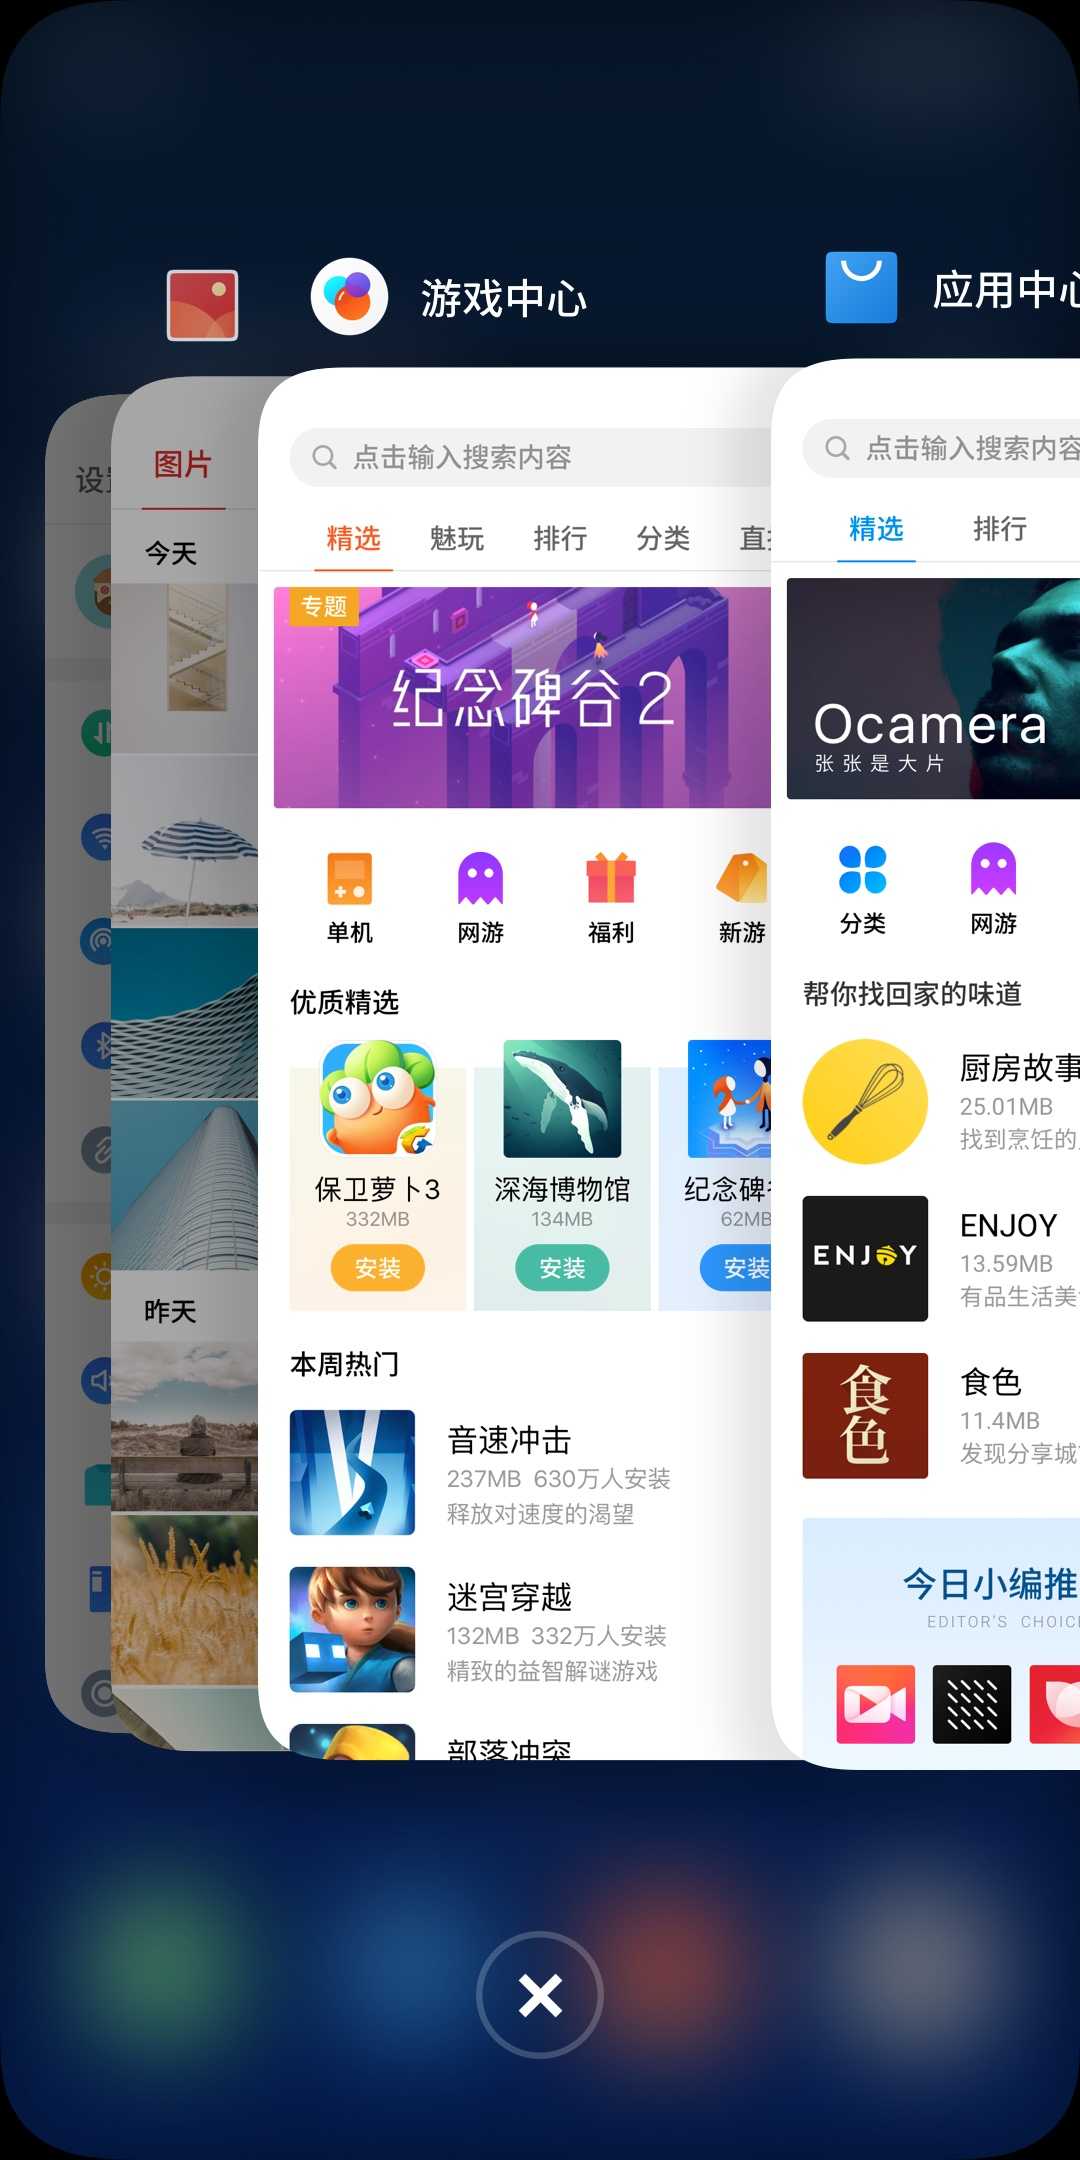 游戏中心
应用中心
设
图片
今天
昨天
点击输入搜索内容
精选 魅玩 排行 分类 直
专题
纪念碑谷2
单机 网游 福利 新游
优质精选
保卫萝卜3
332MB
安装
深海博物馆
134MB
安装
纪念碑
62MB
安装
本周热门
音速冲击
237MB 630万人安装
释放对速度的渴望
迷宫穿越
132MB 332万人安装
精致的益智解谜游戏
部落冲突
点击输入搜索内容
精选 排行
Ocamera
张张是大片
分类 网游
帮你找回家的味道
厨房故事
25.01MB
找到烹饪的
ENJOY
ENJOY
13.59MB
有品生活美
食色
食色
11.4MB
发现分享城
今日小编推
EDITOR'S CHOIC